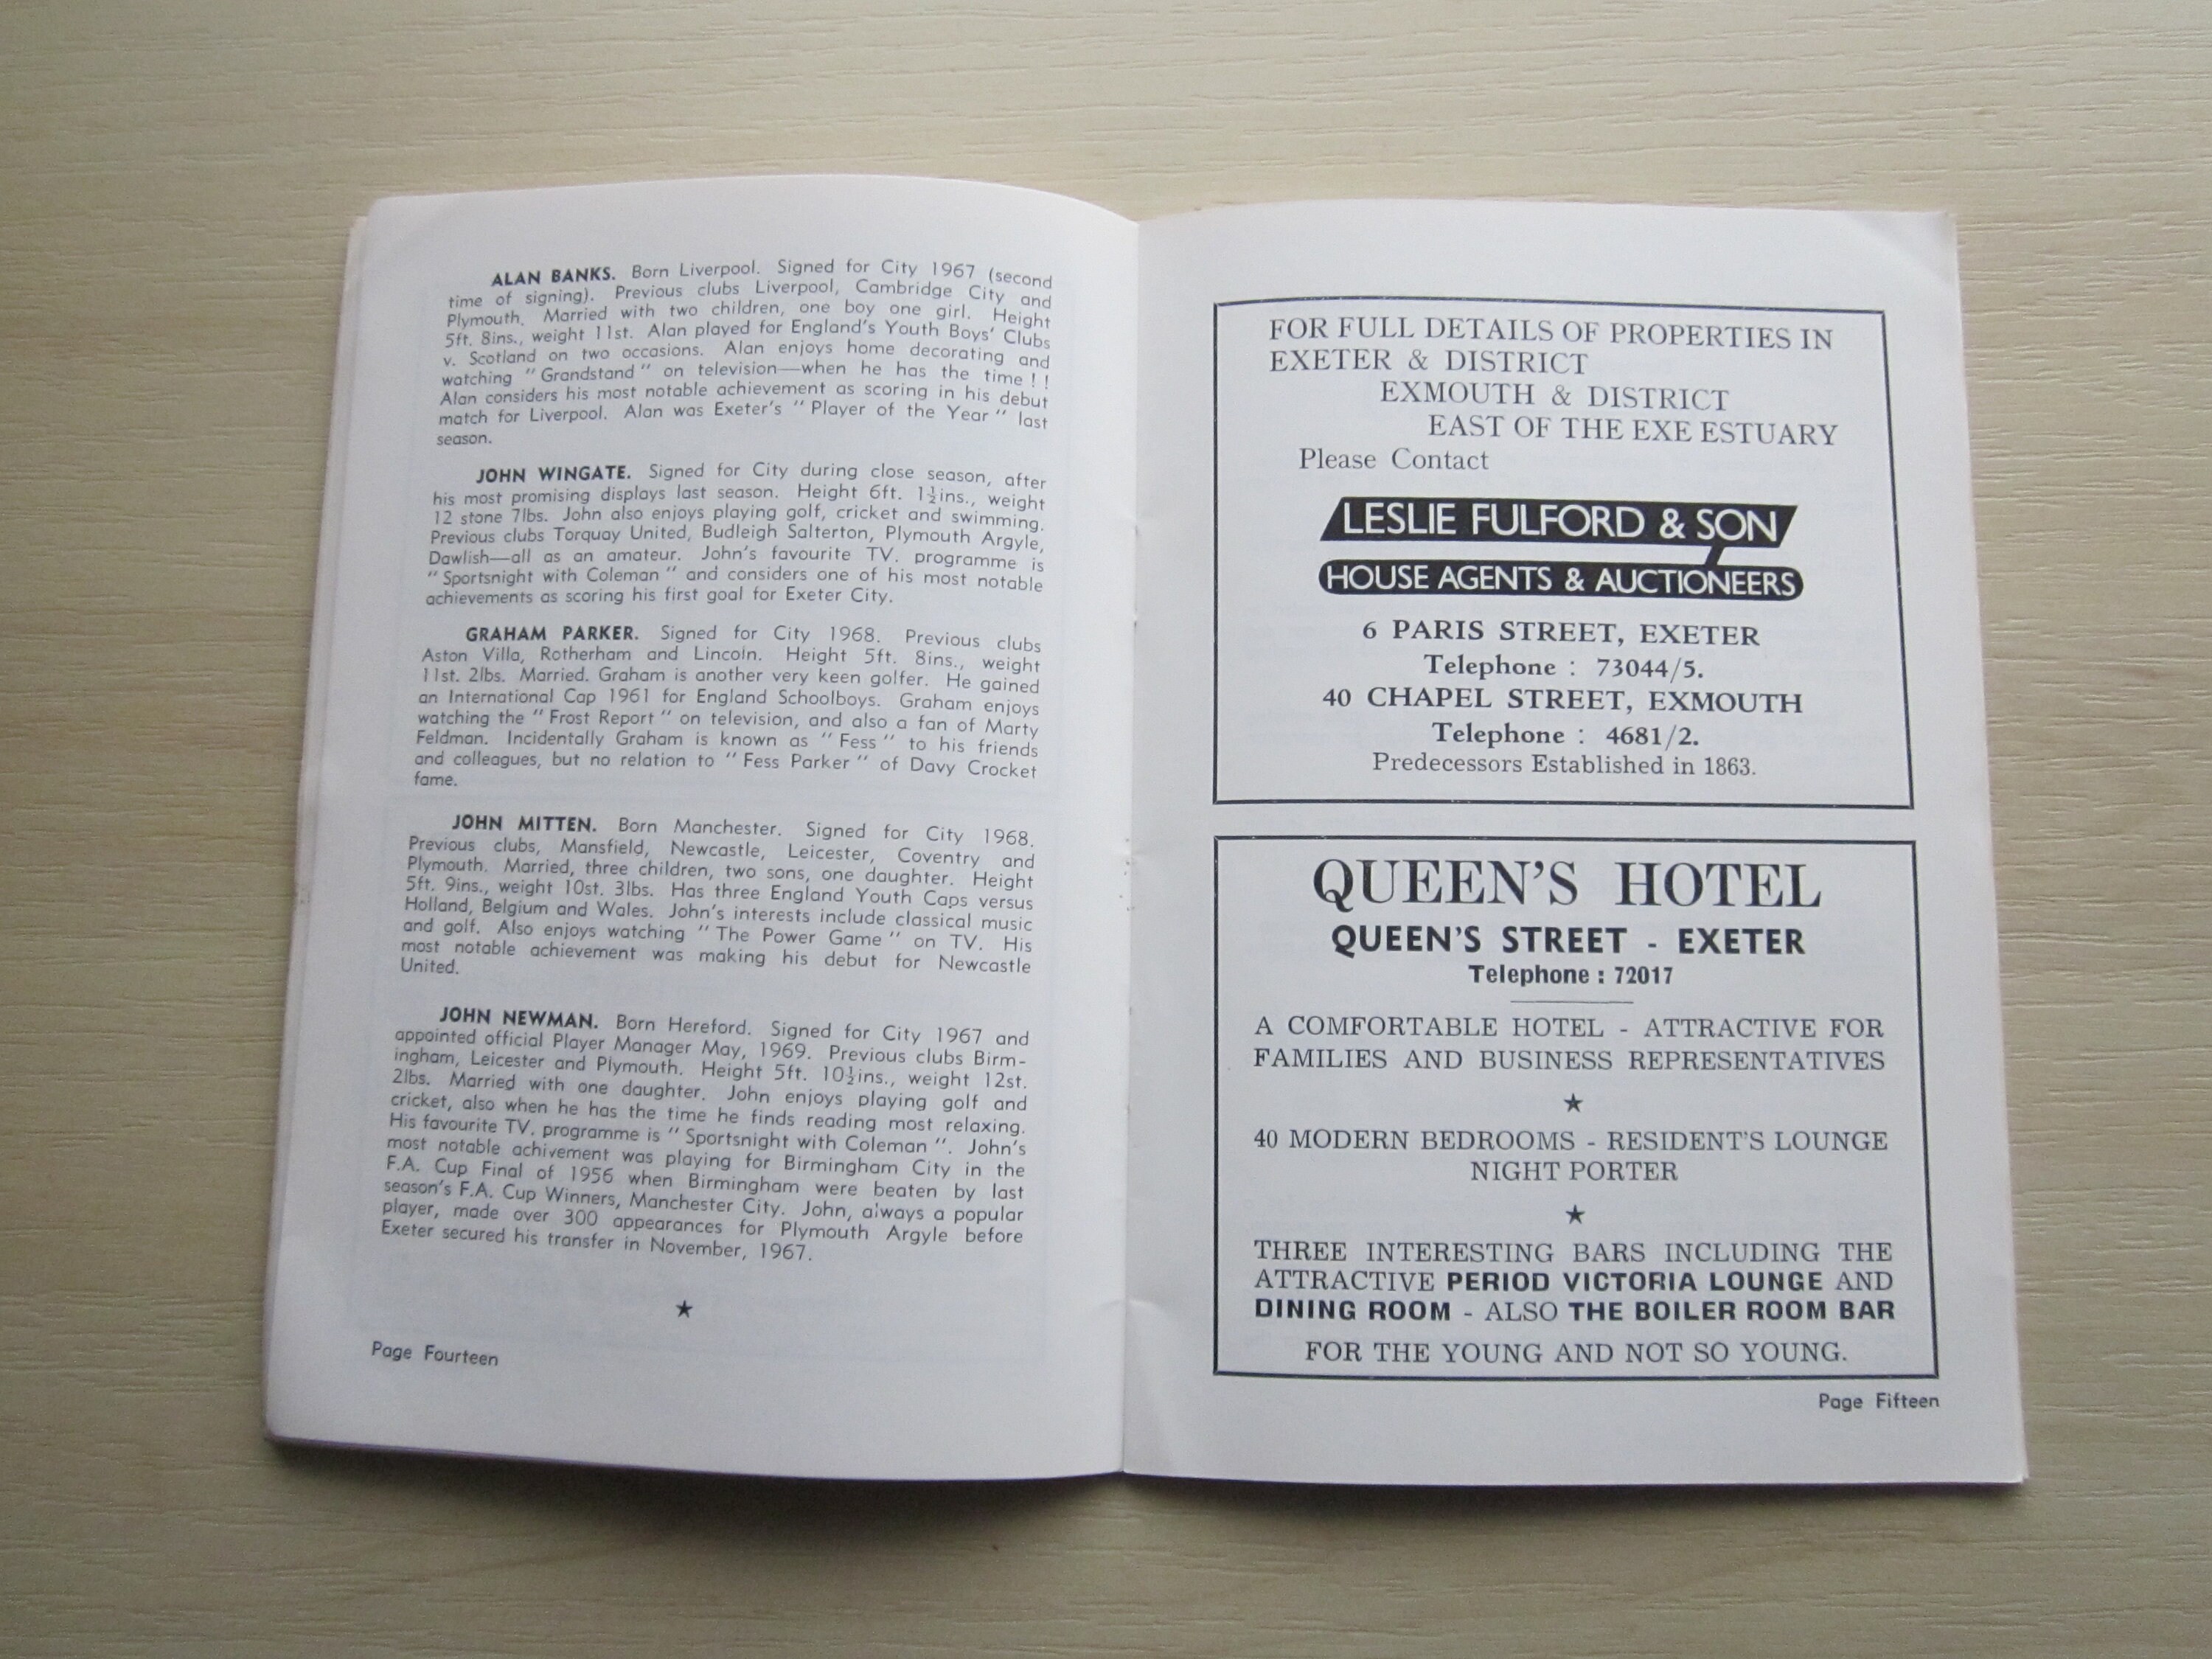 ALAN BANKS. Born Liverpool. Signed for City 1967 (second
time of signing). Previous clubs Liverpool, Cambridge City and
Plymouth. Married with two children, one boy one girl. Height
5ft. 8ins., weight 11st. Alan played for England's Youth Boys' Clubs
v. Scotland on two occasions. Alan enjoys home decorating and
watching "Grandstand" on television—when he has the time ! !
Alan considers his most notable achievement as scoring in his debut
match for Liverpool. Alan was Exeter's "Player of the Year" last
season.
JOHN WINGATE. Signed for City during close season, after
his most promising displays last season. Height 6ft. 1½ins., weight
12 stone 7lbs. John also enjoys playing golf, cricket and swimming.
Previous clubs Torquay United, Budleigh Salterton, Plymouth Argyle,
Dawlish—all as an amateur. John's favourite TV. programme is
"Sportsnight with Coleman" and considers one of his most notable
achievements as scoring his first goal for Exeter City.
GRAHAM PARKER. Signed for City 1968. Previous clubs
Aston Villa, Rotherham and Lincoln. Height 5ft. 8ins., weight
11st. 2lbs. Married. Graham is another very keen golfer. He gained
an International Cap 1961 for England Schoolboys. Graham enjoys
watching the "Frost Report" on television, and also a fan of Marty
Feldman. Incidentally Graham is known as "Fess" to his friends
and colleagues, but no relation to "Fess Parker" of Davy Crocket
fame.
JOHN MITTEN. Born Manchester. Signed for City 1968.
Previous clubs, Mansfield, Newcastle, Leicester, Coventry and
Plymouth. Married, three children, two sons, one daughter. Height
5ft. 9ins., weight 10st. 3lbs. Has three England Youth Caps versus
Holland, Belgium and Wales. John's interests include classical music
and golf. Also enjoys watching "The Power Game" on TV. His
most notable achievement was making his debut for Newcastle
United.
JOHN NEWMAN. Born Hereford. Signed for City 1967 and
appointed official Player Manager May, 1969. Previous clubs Birm-
ingham, Leicester and Plymouth. Height 5ft. 10½ins., weight 12st.
2lbs. Married with one daughter. John enjoys playing golf and
cricket, also when he has the time he finds reading most relaxing.
His favourite TV. programme is "Sportsnight with Coleman". John's
most notable achivement was playing for Birmingham City in the
F.A. Cup Final of 1956 when Birmingham were beaten by last
season's F.A. Cup Winners, Manchester City. John, always a popular
player, made over 300 appearances for Plymouth Argyle before
Exeter secured his transfer in November, 1967.
★
Page Fourteen
FOR FULL DETAILS OF PROPERTIES IN
EXETER & DISTRICT
EXMOUTH & DISTRICT
EAST OF THE EXE ESTUARY
Please Contact
LESLIE FULFORD & SON
HOUSE AGENTS & AUCTIONEERS
6 PARIS STREET, EXETER
Telephone : 73044/5.
40 CHAPEL STREET, EXMOUTH
Telephone : 4681/2.
Predecessors Established in 1863.
QUEEN'S HOTEL
QUEEN'S STREET - EXETER
Telephone : 72017
A COMFORTABLE HOTEL - ATTRACTIVE FOR
FAMILIES AND BUSINESS REPRESENTATIVES
★
40 MODERN BEDROOMS - RESIDENT'S LOUNGE
NIGHT PORTER
★
THREE INTERESTING BARS INCLUDING THE
ATTRACTIVE PERIOD VICTORIA LOUNGE AND
DINING ROOM - ALSO THE BOILER ROOM BAR
FOR THE YOUNG AND NOT SO YOUNG.
Page Fifteen